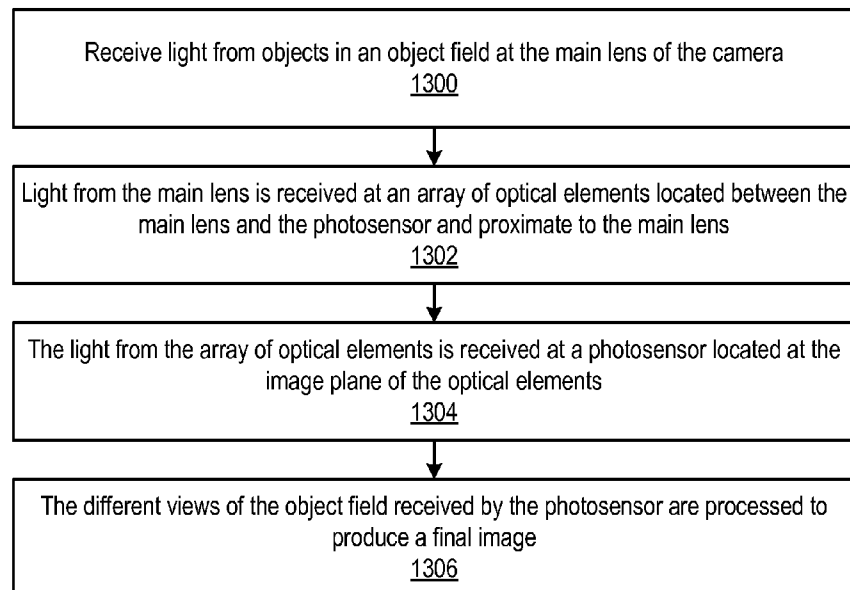 Receive light from objects in an object field at the main lens of the camera
1300
Light from the main lens is received at an array of optical elements located between the
main lens and the photosensor and proximate to the main lens
1302
The light from the array of optical elements is received at a photosensor located at the
image plane of the optical elements
1304
The different views of the object field received by the photosensor are processed to
produce a final image
1306